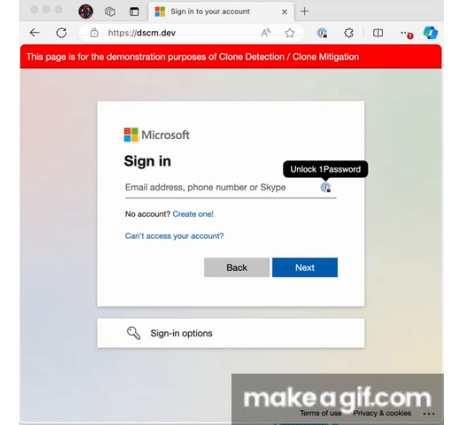 Sign in to your account
https://dscm.dev
This page is for the demonstration purposes of Clone Detection / Clone Mitigation
Microsoft
Sign in
Unlock 1Password
Email address, phone number or Skype
No account? Create one!
Can't access your account?
Back Next
Sign-in options
makeagif.com
Terms of use Privacy & cookies ...